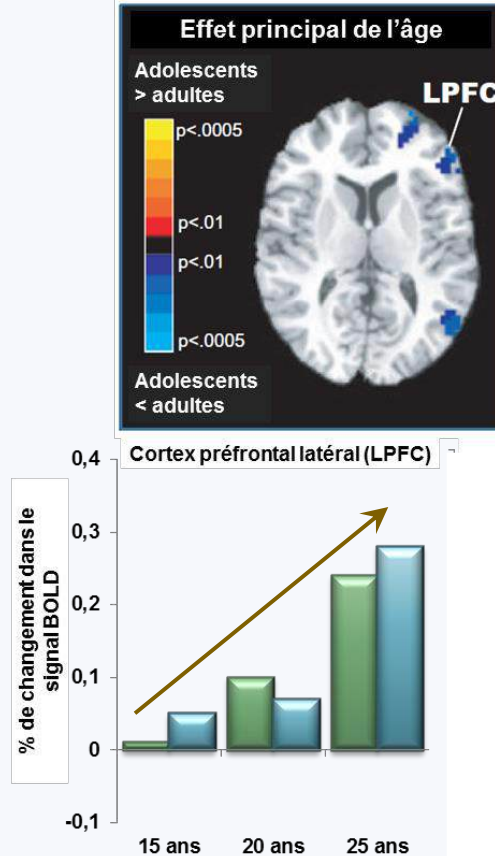 Effet principal de l'âge
Adolescents
> adultes
LPFC
p<.0005
p<.01
p<.01
p<.0005
Adolescents
< adultes
Cortex préfrontal latéral (LPFC)
% de changement dans le
signal BOLD
0,4
0,3
0,2
0,1
0
-0,1
15 ans
20 ans
25 ans